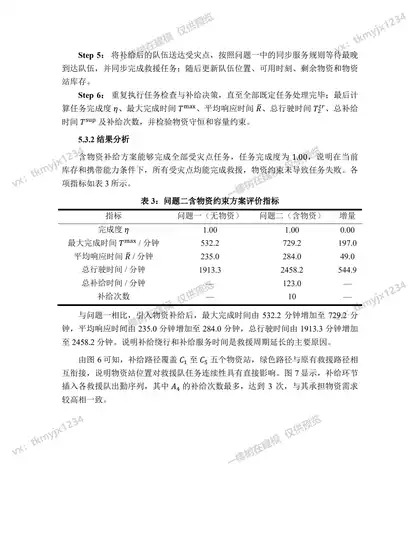 Step 5：将补给后的队伍送达受灾点，按照问题一中的同步服务规则等待最晚
到达队伍，并同步完成救援任务；随后更新队伍位置、可用时刻、剩余物资和物资
站库存。
Step 6：重复执行任务检查与补给决策，直至全部既定任务处理完毕；最后计
算任务完成度 η、最大完成时间 Tmax、平均响应时间 R̄、总行驶时间
、总补给
时间 Tsup 及补给次数，并检验物资守恒和容量约束。
5.3.2 结果分析
含物资补给方案能够完成全部受灾点任务，任务完成度为 1.00，说明在当前
库存和携带能力条件下，所有受灾点均能完成救援，物资约束未导致任务失败。各
项指标如表 3 所示。
表 3：问题二含物资约束方案评价指标
指标 问题一（无物资） 问题二（含物资） 增量
完成度 η 1.00 1.00 0.00
最大完成时间 Tmax / 分钟 532.2 729.2 197.0
平均响应时间 R̄ / 分钟 235.0 284.0 49.0
总行驶时间 / 分钟 1913.3 2458.2 544.9
总补给时间 / 分钟 — 123.0 —
补给次数 — 10 —
与问题一相比，引入物资补给后，最大完成时间由 532.2 分钟增加至 729.2 分
钟，平均响应时间由 235.0 分钟增加至 284.0 分钟，总行驶时间由 1913.3 分钟增加
至 2458.2 分钟。说明补给绕行和补给服务时间是救援周期延长的主要原因。
由图 6 可知，补给路径覆盖 C1 至 C5 五个物资站，绿色路径与原有救援路径相
互衔接，说明物资站位置对救援队任务连续性具有直接影响。图 7显示，补给环节
插入各救援队出勤序列，其中 A4 的补给次数最多，达到 3 次，与其承担物资需求
较高相一致。
vx：tkmyjx1234
一棵树在建模 仅供预览